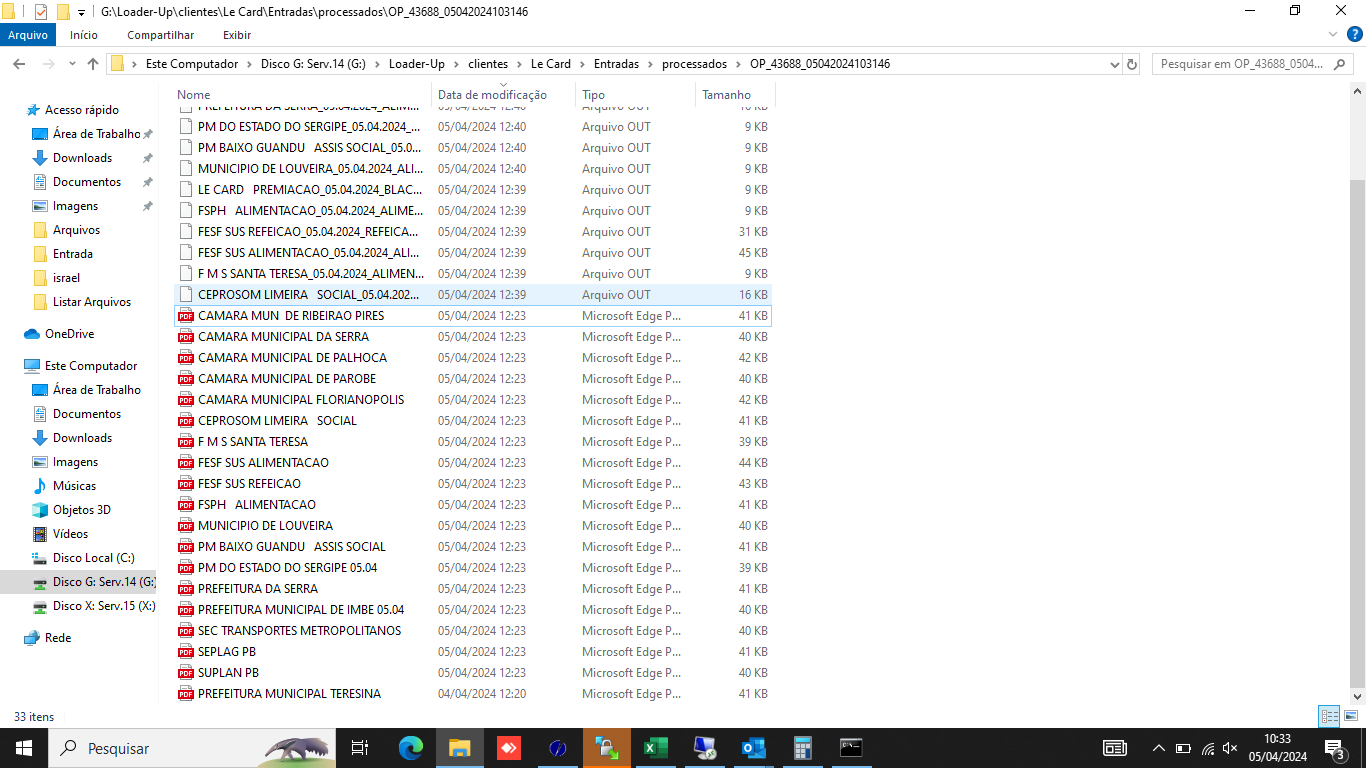 G:\Loader-Up\clientes\Le Card\Entradas\processados\OP_43688_05042024103146
Arquivo Início Compartilhar Exibir
Este Computador > Disco G: Serv.14 (G:) > Loader-Up > clientes > Le Card > Entradas > processados > OP_43688_05042024103146
Pesquisar em OP_43688_0504...
Acesso rápido
Área de Trabalho
Downloads
Documentos
Imagens
Arquivos
Entrada
israel
Listar Arquivos
OneDrive
Este Computador
Área de Trabalho
Documentos
Downloads
Imagens
Músicas
Objetos 3D
Vídeos
Disco Local (C:)
Disco G: Serv.14 (G:)
Disco X: Serv.15 (X:)
Rede
Nome Data de modificação Tipo Tamanho
PREFEITURA DA SERRA_05.04.2024_ALIM... 05/04/2024 12:40 Arquivo OUT
PM DO ESTADO DO SERGIPE_05.04.2024_... 05/04/2024 12:40 Arquivo OUT 9 KB
PM BAIXO GUANDU ASSIS SOCIAL_05.0... 05/04/2024 12:40 Arquivo OUT 9 KB
MUNICIPIO DE LOUVEIRA_05.04.2024_ALI... 05/04/2024 12:40 Arquivo OUT 9 KB
LE CARD PREMIACAO_05.04.2024_BLAC... 05/04/2024 12:39 Arquivo OUT 9 KB
FSPH ALIMENTACAO_05.04.2024_ALIME... 05/04/2024 12:39 Arquivo OUT 9 KB
FESF SUS REFEICAO_05.04.2024_REFEICA... 05/04/2024 12:39 Arquivo OUT 31 KB
FESF SUS ALIMENTACAO_05.04.2024_ALI... 05/04/2024 12:39 Arquivo OUT 45 KB
F M S SANTA TERESA_05.04.2024_ALIMEN... 05/04/2024 12:39 Arquivo OUT 9 KB
CEPROSOM LIMEIRA SOCIAL_05.04.202... 05/04/2024 12:39 Arquivo OUT 16 KB
CAMARA MUN DE RIBEIRAO PIRES 05/04/2024 12:23 Microsoft Edge P... 41 KB
CAMARA MUNICIPAL DA SERRA 05/04/2024 12:23 Microsoft Edge P... 40 KB
CAMARA MUNICIPAL DE PALHOCA 05/04/2024 12:23 Microsoft Edge P... 42 KB
CAMARA MUNICIPAL DE PAROBE 05/04/2024 12:23 Microsoft Edge P... 40 KB
CAMARA MUNICIPAL FLORIANOPOLIS 05/04/2024 12:23 Microsoft Edge P... 42 KB
CEPROSOM LIMEIRA SOCIAL 05/04/2024 12:23 Microsoft Edge P... 41 KB
F M S SANTA TERESA 05/04/2024 12:23 Microsoft Edge P... 39 KB
FESF SUS ALIMENTACAO 05/04/2024 12:23 Microsoft Edge P... 44 KB
FESF SUS REFEICAO 05/04/2024 12:23 Microsoft Edge P... 43 KB
FSPH ALIMENTACAO 05/04/2024 12:23 Microsoft Edge P... 41 KB
MUNICIPIO DE LOUVEIRA 05/04/2024 12:23 Microsoft Edge P... 40 KB
PM BAIXO GUANDU ASSIS SOCIAL 05/04/2024 12:23 Microsoft Edge P... 41 KB
PM DO ESTADO DO SERGIPE 05.04 05/04/2024 12:23 Microsoft Edge P... 39 KB
PREFEITURA DA SERRA 05/04/2024 12:23 Microsoft Edge P... 41 KB
PREFEITURA MUNICIPAL DE IMBE 05.04 05/04/2024 12:23 Microsoft Edge P... 40 KB
SEC TRANSPORTES METROPOLITANOS 05/04/2024 12:23 Microsoft Edge P... 40 KB
SEPLAG PB 05/04/2024 12:23 Microsoft Edge P... 41 KB
SUPLAN PB 05/04/2024 12:23 Microsoft Edge P... 40 KB
PREFEITURA MUNICIPAL TERESINA 04/04/2024 12:20 Microsoft Edge P... 41 KB
33 itens
Pesquisar
10:33
05/04/2024
3